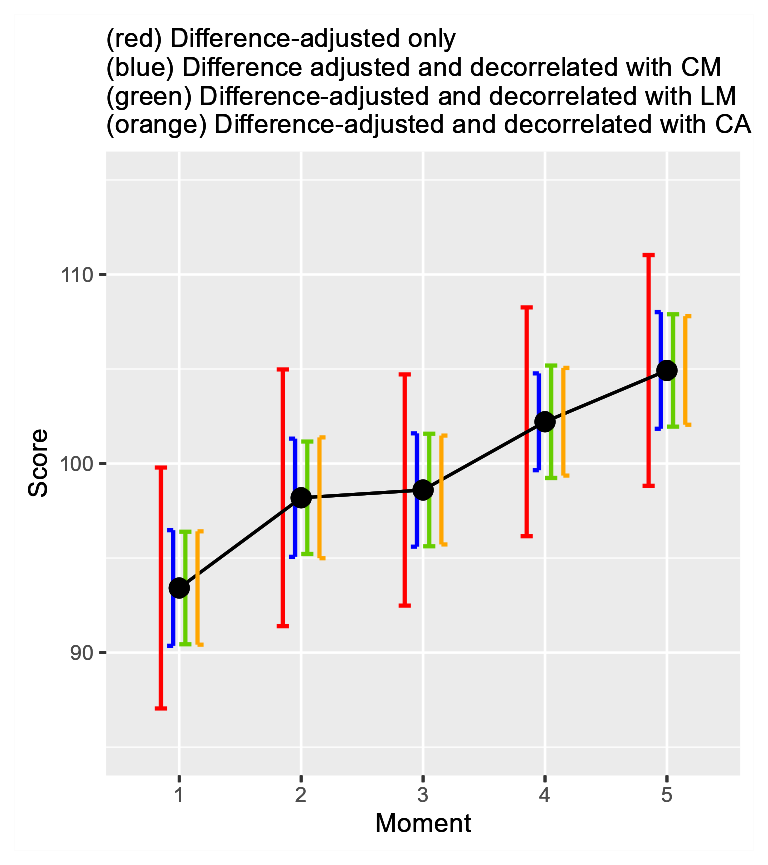 (red) Difference-adjusted only
(blue) Difference adjusted and decorrelated with CM
(green) Difference-adjusted and decorrelated with LM
(orange) Difference-adjusted and decorrelated with CA
110
100
90
Score
1 2 3 4 5
Moment